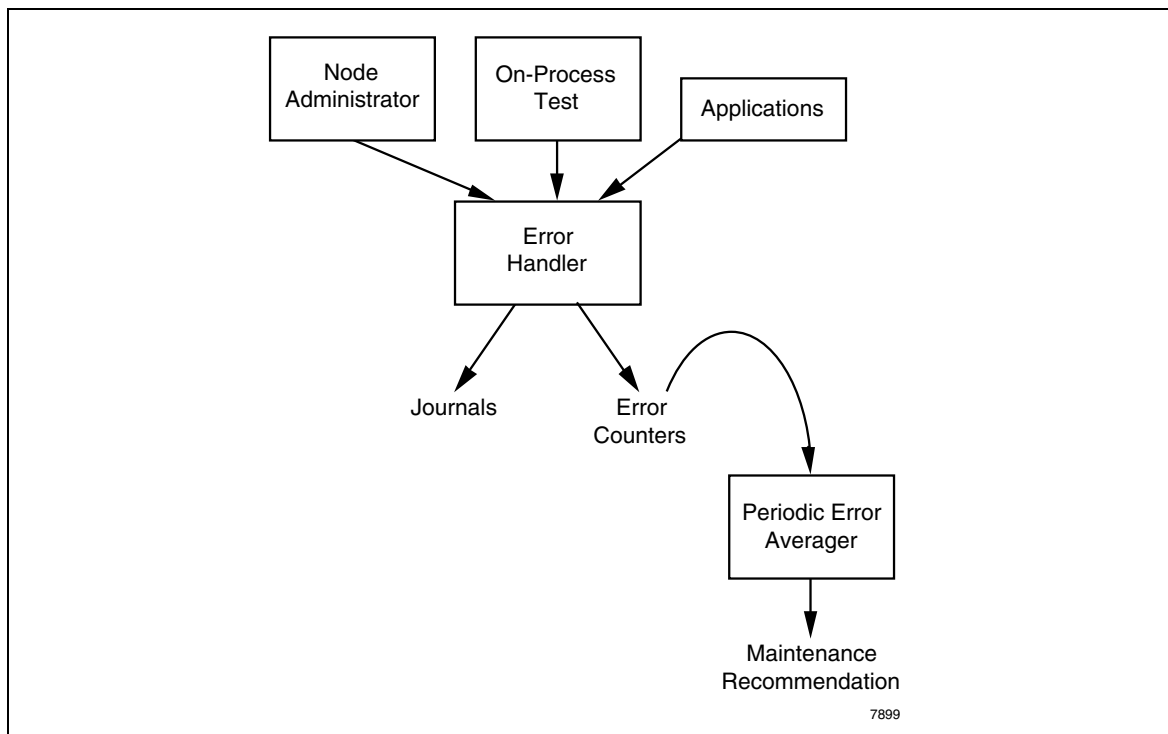 Node
Administrator
On-Process
Test
Applications
Error
Handler
Journals
Error
Counters
Periodic Error
Averager
Maintenance
Recommendation
7899